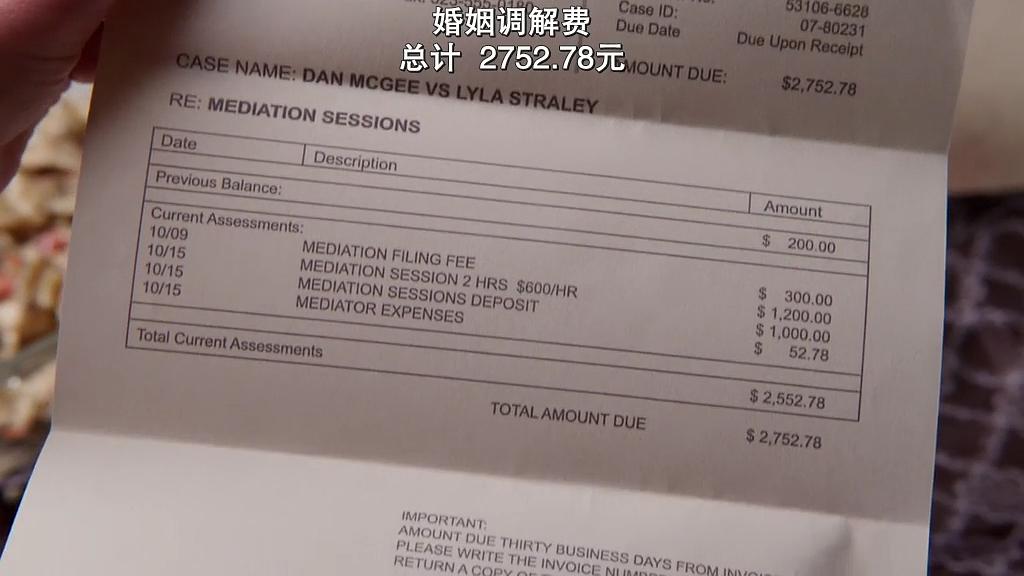 婚姻调解费
总计 2752.78元
53106-6628
Case ID: 07-80231
Due Date Due Upon Receipt
MOUNT DUE: $2,752.78
CASE NAME: DAN MCGEE VS LYLA STRALEY
RE: MEDIATION SESSIONS
Date Description Amount
Previous Balance: $ 200.00
Current Assessments:
10/09 MEDIATION FILING FEE $ 300.00
10/15 MEDIATION SESSION 2 HRS $600/HR $ 1,200.00
10/15 MEDIATION SESSIONS DEPOSIT $ 1,000.00
10/15 MEDIATOR EXPENSES $ 52.78
Total Current Assessments $ 2,552.78
TOTAL AMOUNT DUE $ 2,752.78
IMPORTANT:
AMOUNT DUE THIRTY BUSINESS DAYS FROM
PLEASE WRITE THE INVOICE
RETURN A COPY